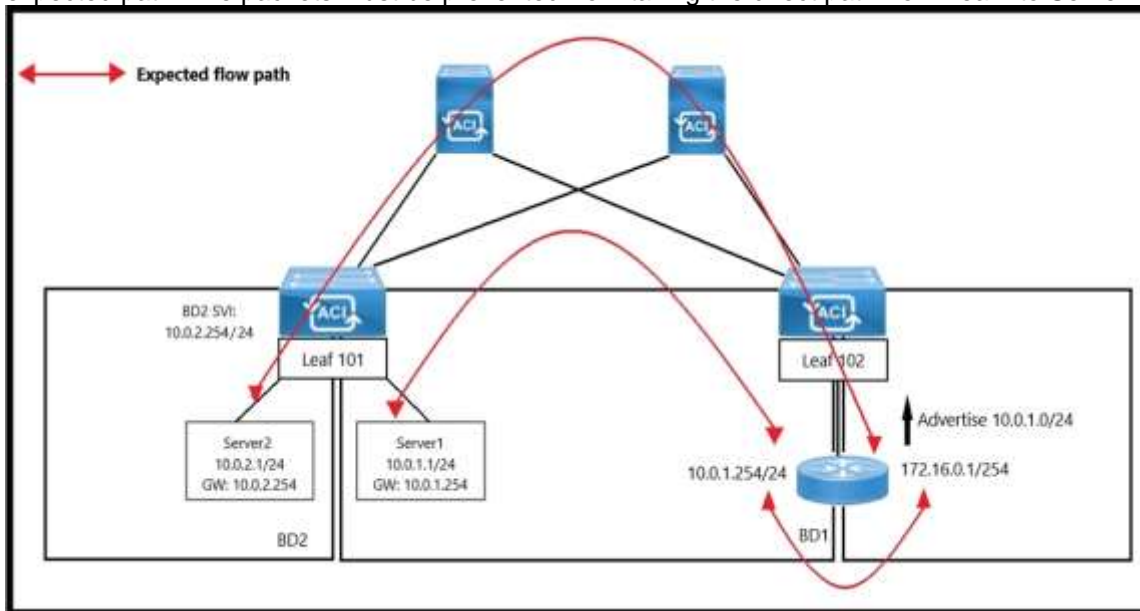 Expected flow path
ACI
ACI
BD2 SVI:
10.0.2.254/24
ACI
ACI
Leaf 101
Leaf 102
Advertise 10.0.1.0/24
Server2
10.0.2.1/24
GW: 10.0.2.254
Server1
10.0.1.1/24
GW: 10.0.1.254
10.0.1.254/24
172.16.0.1/254
BD2
BD1